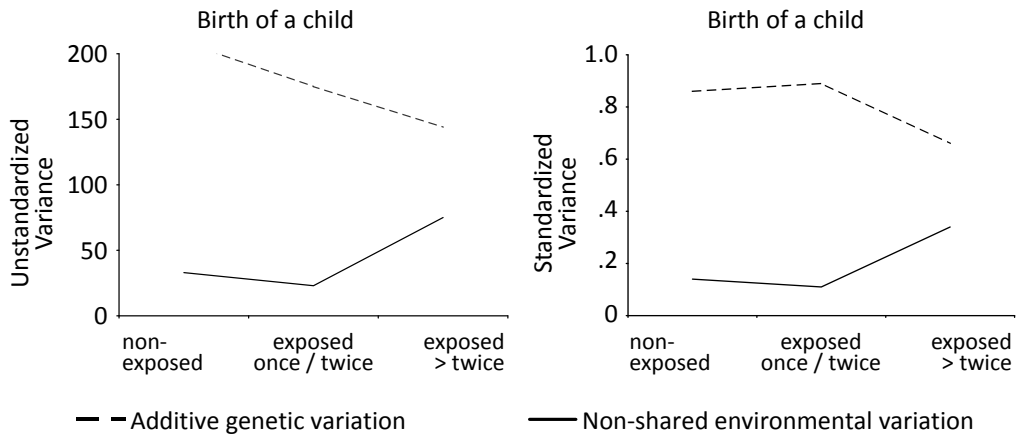 Birth of a child
200
150
100
50
0
Unstandardized
Variance
non-
exposed
exposed
once / twice
exposed
> twice
Birth of a child
1.0
.8
.6
.4
.2
0
Standardized
Variance
non-
exposed
exposed
once / twice
exposed
> twice
Additive genetic variation
Non-shared environmental variation